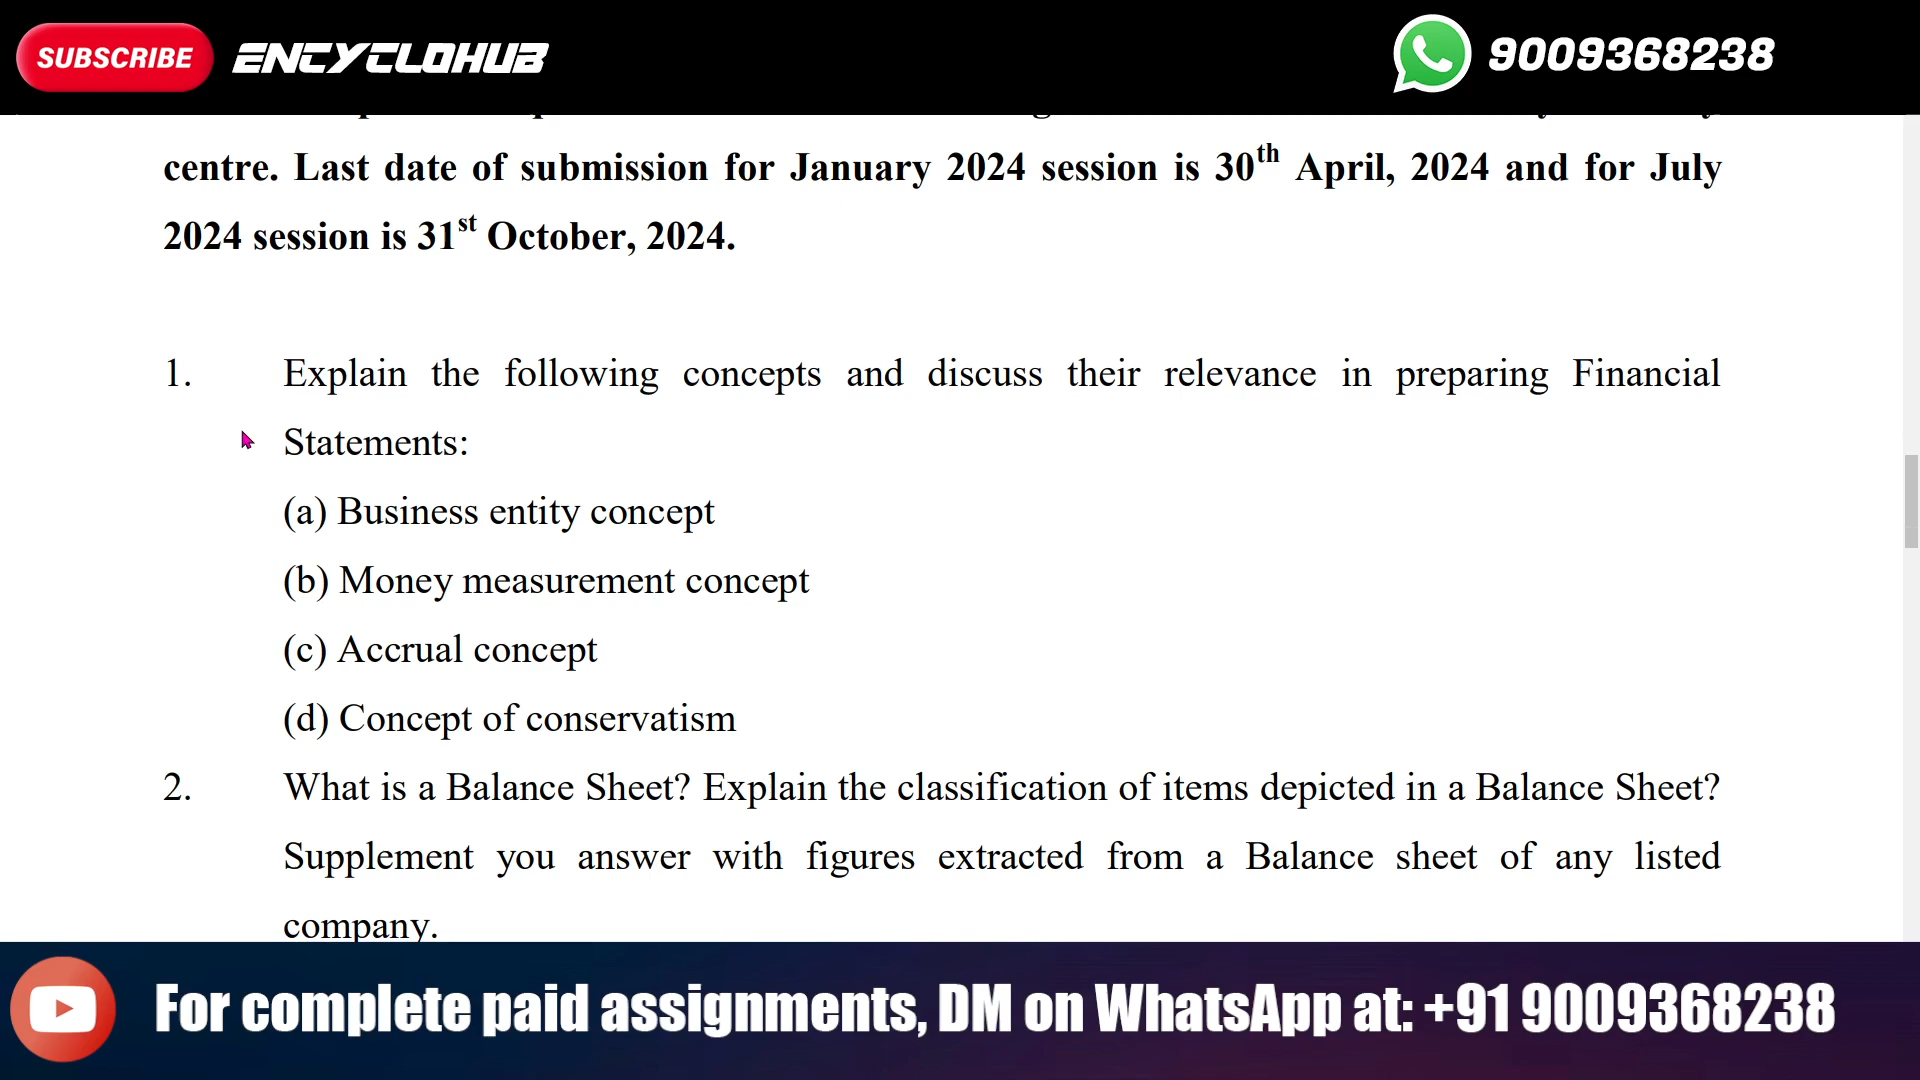 SUBSCRIBE ENCYCLOHUB 9009368238
centre. Last date of submission for January 2024 session is 30th April, 2024 and for July
2024 session is 31st October, 2024.
1. Explain the following concepts and discuss their relevance in preparing Financial
Statements:
(a) Business entity concept
(b) Money measurement concept
(c) Accrual concept
(d) Concept of conservatism
2. What is a Balance Sheet? Explain the classification of items depicted in a Balance Sheet?
Supplement you answer with figures extracted from a Balance sheet of any listed
company.
For complete paid assignments, DM on WhatsApp at: +91 9009368238